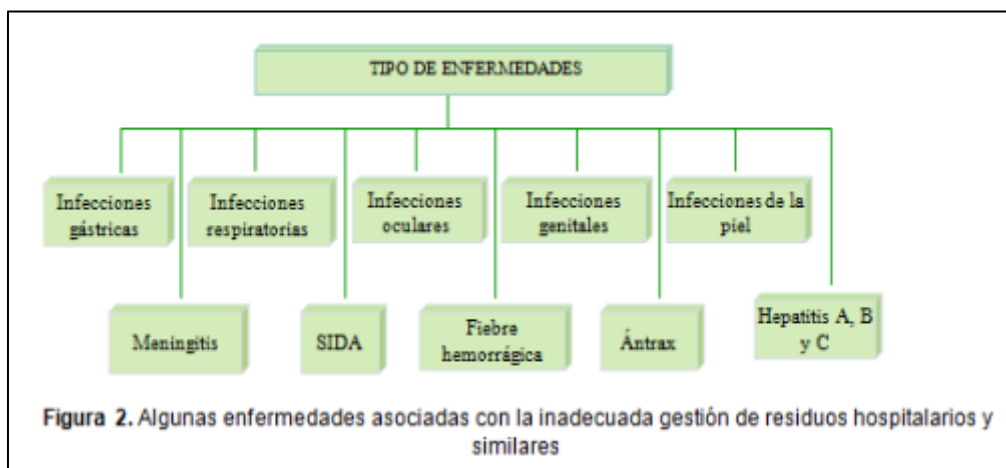 TIPO DE ENFERMEDADES
Infecciones
gástricas
Infecciones
respiratorias
Infecciones
oculares
Infecciones
genitales
Infecciones de la
piel
Meningitis
SIDA
Fiebre
hemorrágica
Ántrax
Hepatitis A, B
y C
Figura 2. Algunas enfermedades asociadas con la inadecuada gestión de residuos hospitalarios y
similares